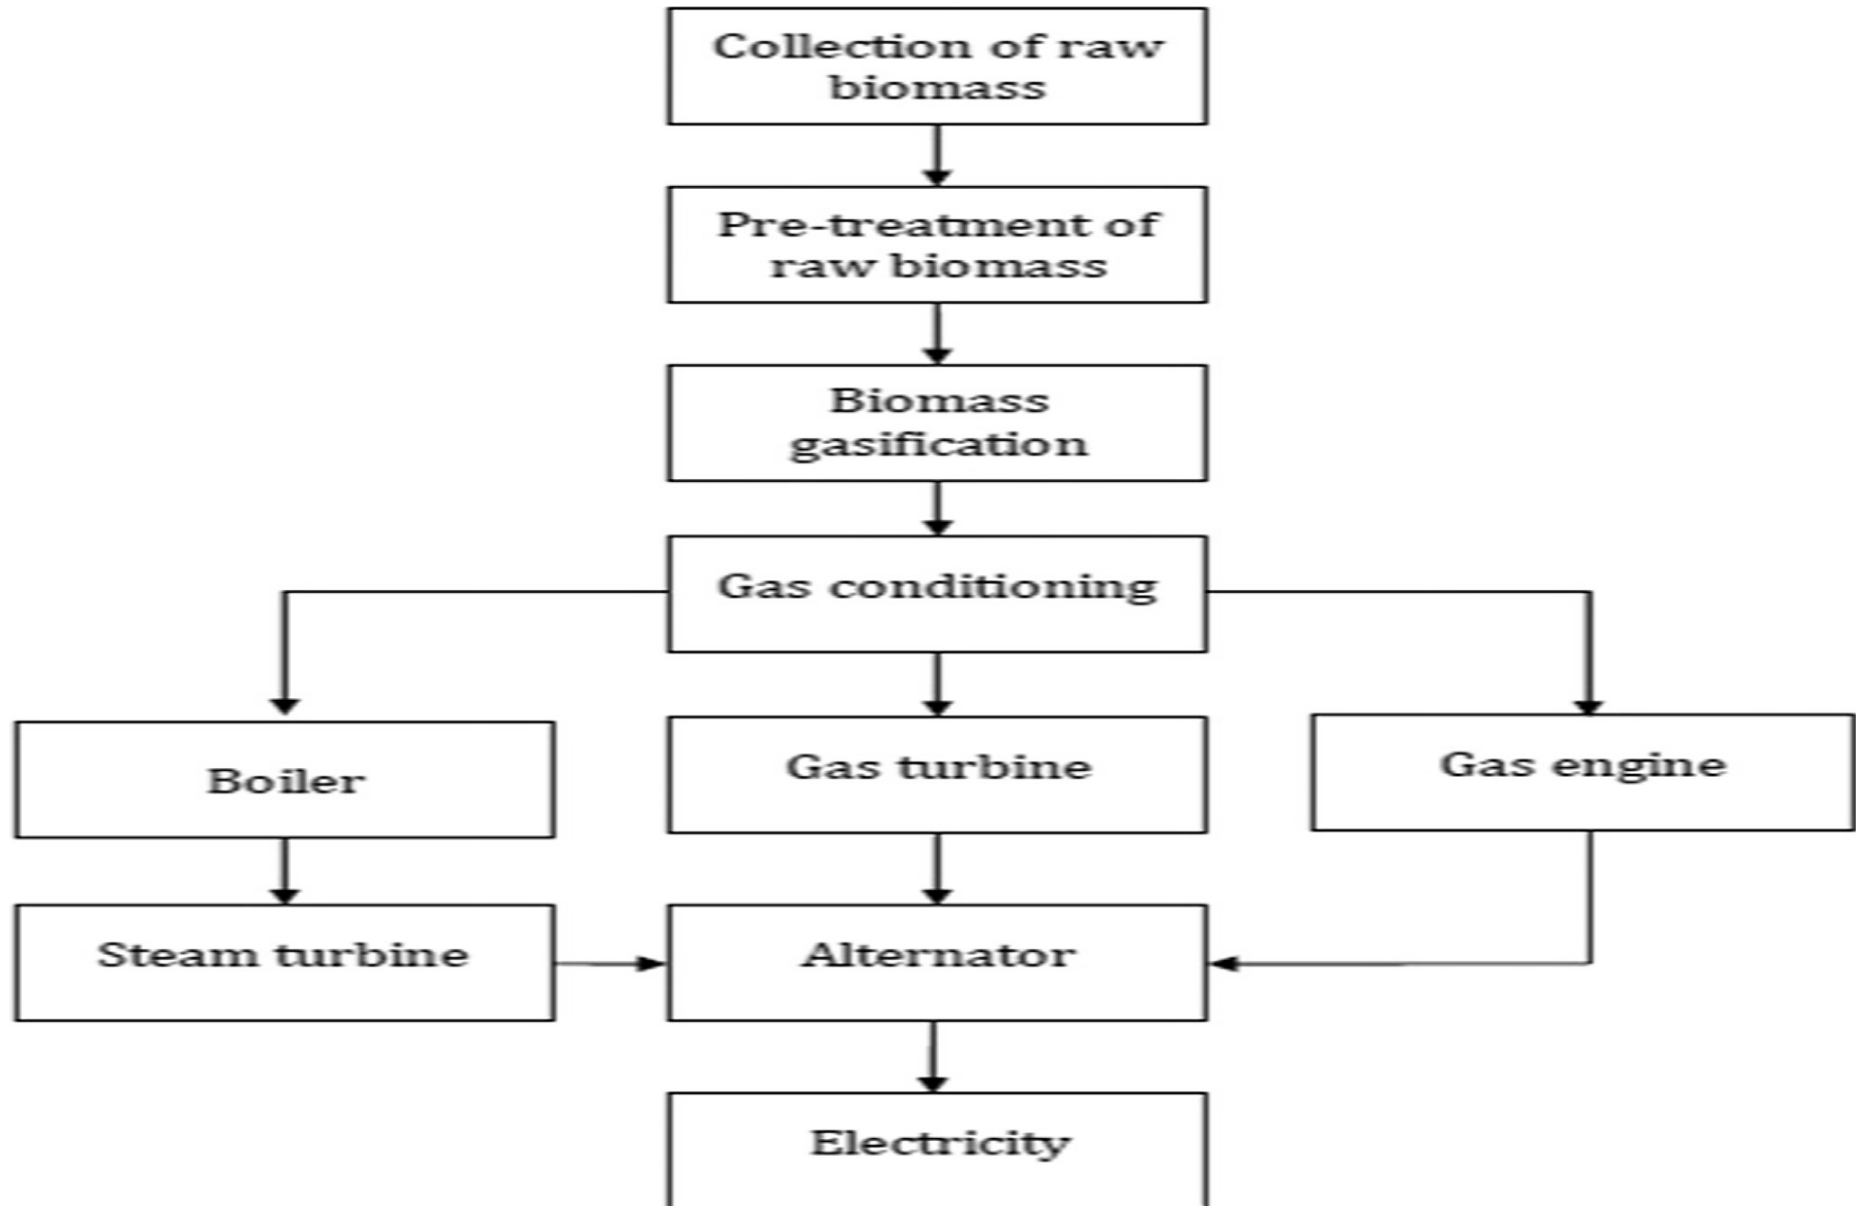 Collection of raw
biomass
Pre-treatment of
raw biomass
Biomass
gasification
Gas conditioning
Boiler
Gas turbine
Gas engine
Steam turbine
Alternator
Electricity